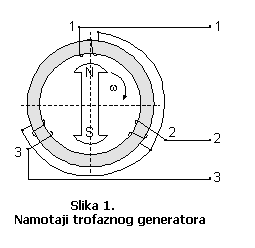 1 1
N
ω
S
2 2
3 3
Slika 1.
Namotaji trofaznog generatora